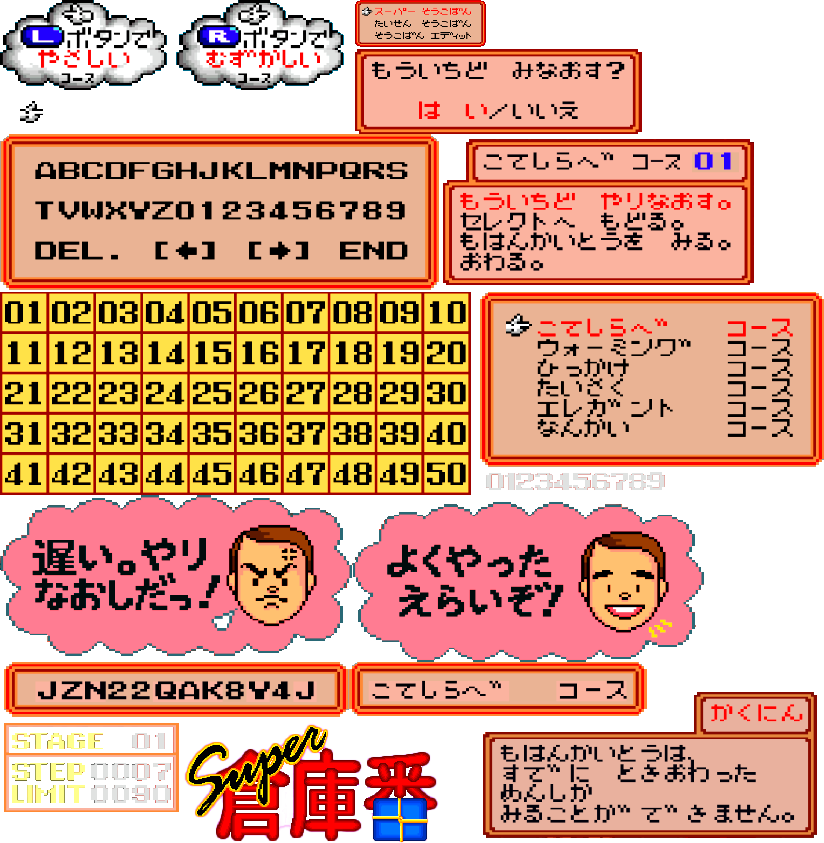 Lボタンで
やさしい
コース
Rボタンで
むずかしい
コース
スーパー そうこばん
たいせん そうこばん
そうこばん エディット
もういちど みなおす?
は い/いいえ
ABCDFGHJKLMNPQRS
TVWXYZ0123456789
DEL. [←] [→] END
こてしらべ コース 01
もういちど やりなおす。
セレクトへ もどる。
もはんかいとうを みる。
おわる。
01 02 03 04 05 06 07 08 09 10
11 12 13 14 15 16 17 18 19 20
21 22 23 24 25 26 27 28 29 30
31 32 33 34 35 36 37 38 39 40
41 42 43 44 45 46 47 48 49 50
こてしらべ コース
ウォーミング コース
ひっかけ コース
たいさく コース
エレガント コース
なんかい コース
0123456789
遅い。やり
なおしだっ!
よくやった
えらいぞ!
JZN22QAK8V4J
こてしらべ コース
STAGE 01
STEP 0007
LIMIT 0090
Super
倉庫番
かくにん
もはんかいとうは、
すでに ときおわった
めんしか
みることが できません。